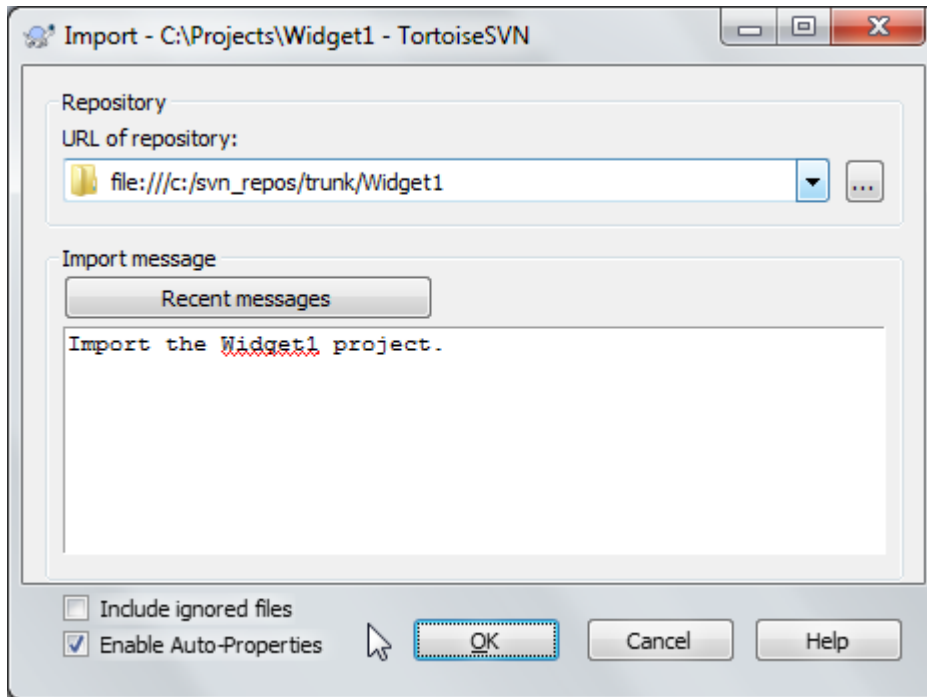 Import - C:\Projects\Widget1 - TortoiseSVN
Repository
URL of repository:
file:///c:/svn_repos/trunk/Widget1
...
Import message
Recent messages
Import the Widget1 project.
Include ignored files
Enable Auto-Properties
OK
Cancel
Help